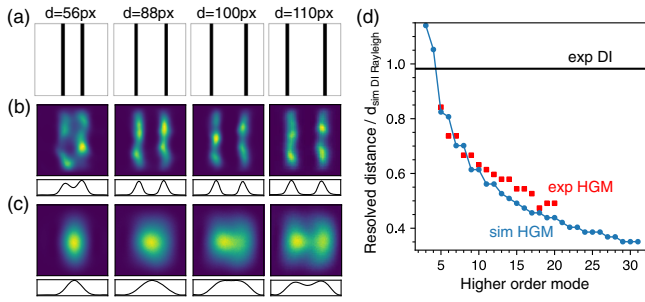 (a)
d=56px d=88px d=100px d=110px
(b)
(c)
(d)
Resolved distance / d_sim DI Rayleigh
1.0
0.8
0.6
0.4
exp DI
exp HGM
sim HGM
5 10 15 20 25 30
Higher order mode